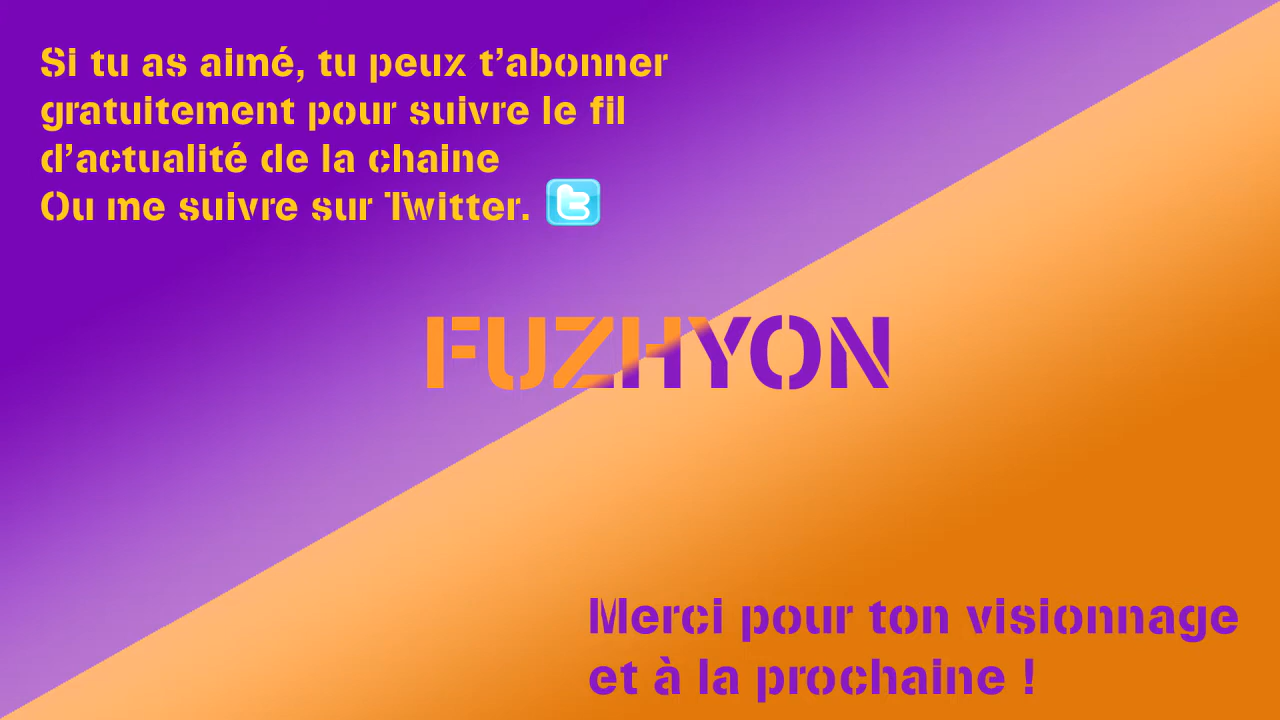 Si tu as aimé, tu peux t’abonner
gratuitement pour suivre le fil
d’actualité de la chaine
Ou me suivre sur Twitter.
FUZHYON
Merci pour ton visionnage
et à la prochaine !